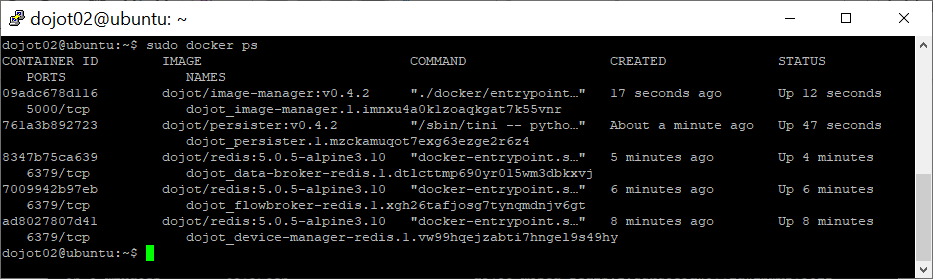 dojot02@ubuntu: ~
dojot02@ubuntu:~$ sudo docker ps
CONTAINER ID IMAGE COMMAND CREATED STATUS
PORTS NAMES
09adc678d116 dojot/image-manager:v0.4.2 "./docker/entrypoint…" 17 seconds ago Up 12 seconds
5000/tcp dojot_image-manager.1.imnxu4a0klzoaqkgat7k55vnr
761a3b892723 dojot/persister:v0.4.2 "/sbin/tini -- pytho…" About a minute ago Up 47 seconds
dojot_persister.1.mzckamuqot7exg63ezge2r6z4
8347b75ca639 dojot/redis:5.0.5-alpine3.10 "docker-entrypoint.s…" 5 minutes ago Up 4 minutes
6379/tcp dojot_data-broker-redis.1.dtlcttmp690yr015wm3dbkxvj
7009942b97eb dojot/redis:5.0.5-alpine3.10 "docker-entrypoint.s…" 6 minutes ago Up 6 minutes
6379/tcp dojot_flowbroker-redis.1.xgh26tafjosg7tynqmdnjv6gt
ad8027807d41 dojot/redis:5.0.5-alpine3.10 "docker-entrypoint.s…" 8 minutes ago Up 8 minutes
6379/tcp dojot_device-manager-redis.1.vw99hqejzabti7hngel9s49hy
dojot02@ubuntu:~$